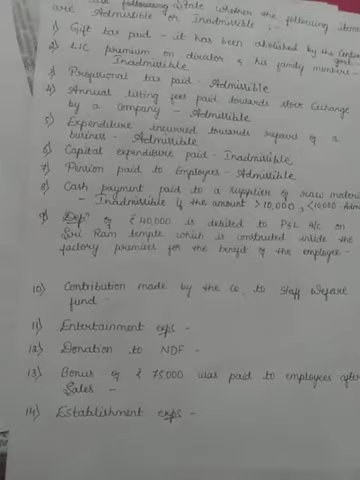 following State whether the following items
are Admissible or Inadmissible :-
1) Gift tax paid - it has been abolished by the Central
govt
2) LIC premium on director & his family members -
Inadmissible
3) Professional tax paid - Admissible
4) Annual listing fees paid towards stock Exchange
by a company - Admissible
5) Expenditure incurred towards repairs of a
business - Admissible
6) Capital expenditure paid - Inadmissible
7) Pension paid to Employees - Admissible
8) Cash payment paid to a supplier of raw material
- Inadmissible if the amount >10,000, <10,000 - Adm
9) Depn of ₹ 40,000 is debited to P&L A/c on
Sri Ram temple which is constructed inside the
factory premises for the benefit of the employee -
10) Contribution made by the co, to staff welfare
fund -
11) Entertainment exps -
12) Donation to NDF -
13) Bonus of ₹ 75,000 was paid to employees after
Sales -
14) Establishment exps -